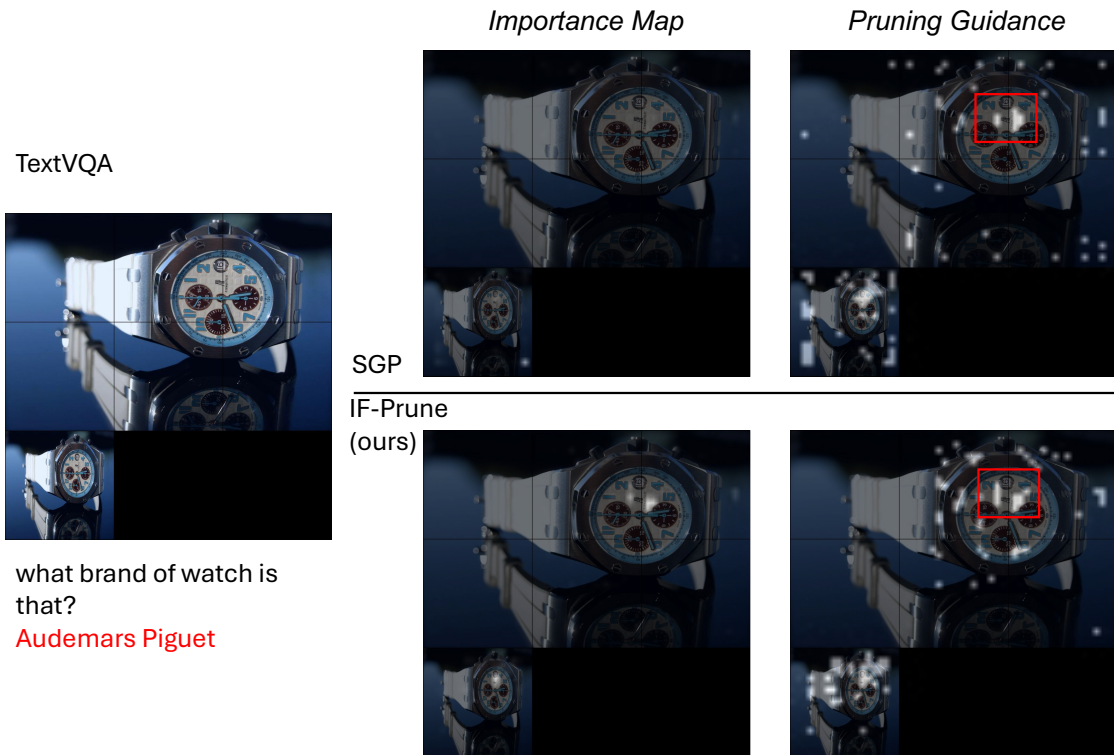 Importance Map
Pruning Guidance
TextVQA
SGP
IF-Prune
(ours)
what brand of watch is
that?
Audemars Piguet